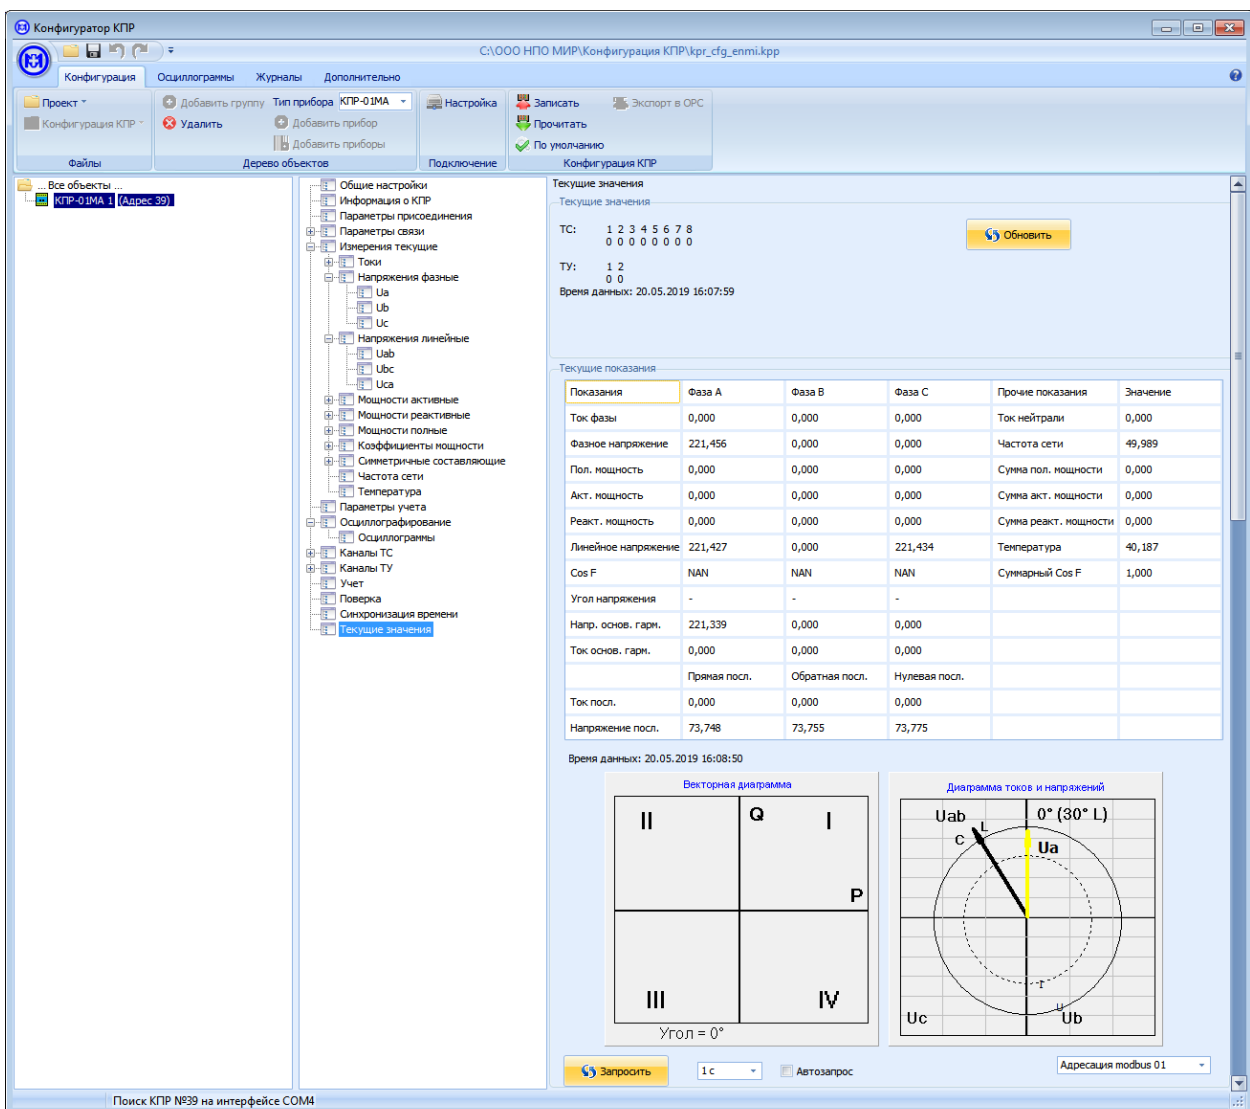 Конфигуратор КПР
C:\ООО НПО МИР\Конфигурация КПР\kpr_cfg_enmi.kpp
Конфигурация Осциллограммы Журналы Дополнительно
Проект Добавить группу Тип прибора КПР-01МА Настройка Записать Экспорт в OPC
Конфигурация КПР Удалить Добавить прибор Прочитать
Добавить приборы По умолчанию
Файлы Дерево объектов Подключение Конфигурация КПР
... Все объекты ...
КПР-01МА 1 (Адрес 39)
Общие настройки
Информация о КПР
Параметры присоединения
Параметры связи
Измерения текущие
Токи
Напряжения фазные
Ua
Ub
Uc
Напряжения линейные
Uab
Ubc
Uca
Мощности активные
Мощности реактивные
Мощности полные
Коэффициенты мощности
Симметричные составляющие
Частота сети
Температура
Параметры учета
Осциллографирование
Осциллограммы
Каналы ТС
Каналы ТУ
Учет
Поверка
Синхронизация времени
Текущие значения
Текущие значения
Текущие значения
ТС: 1 2 3 4 5 6 7 8
0 0 0 0 0 0 0 0
Обновить
ТУ: 1 2
0 0
Время данных: 20.05.2019 16:07:59
Текущие показания
Показания Фаза A Фаза B Фаза C Прочие показания Значение
Ток фазы 0,000 0,000 0,000 Ток нейтрали 0,000
Фазное напряжение 221,456 0,000 0,000 Частота сети 49,989
Пол. мощность 0,000 0,000 0,000 Сумма пол. мощности 0,000
Акт. мощность 0,000 0,000 0,000 Сумма акт. мощности 0,000
Реакт. мощность 0,000 0,000 0,000 Сумма реакт. мощности 0,000
Линейное напряжение 221,427 0,000 221,434 Температура 40,187
Cos F NAN NAN NAN Суммарный Cos F 1,000
Угол напряжения - - -
Напр. основ. гарм. 221,339 0,000 0,000
Ток основ. гарм. 0,000 0,000 0,000
Прямая посл. Обратная посл. Нулевая посл.
Ток посл. 0,000 0,000 0,000
Напряжение посл. 73,748 73,755 73,775
Время данных: 20.05.2019 16:08:50
Векторная диаграмма
II Q I
P
III IV
Угол = 0°
Диаграмма токов и напряжений
Uab 0° (30° L)
L
C Ua
I
U
Uc Ub
Запросить 1 с Автозапрос Адресация modbus 01
Поиск КПР №39 на интерфейсе COM4